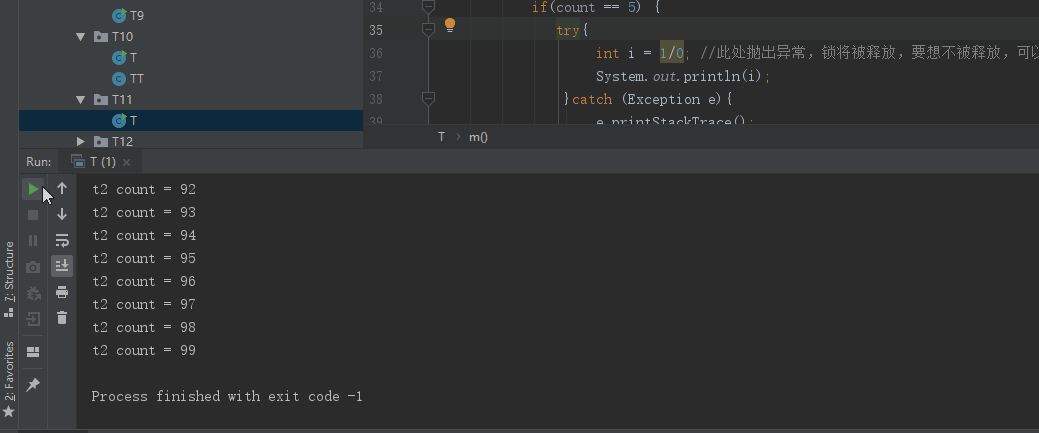 T9
T10
T
TT
T11
T
T12
34 if(count == 5) {
35 try{
36 int i = 1/0; //此处抛出异常，锁将被释放，要想不被释放，可以
37 System.out.println(i);
38 }catch (Exception e){
39 e.printStackTrace();
T > m()
Run: T (1) ×
t2 count = 92
t2 count = 93
t2 count = 94
t2 count = 95
t2 count = 96
t2 count = 97
t2 count = 98
t2 count = 99
Process finished with exit code -1
7: Structure
2: Favorites